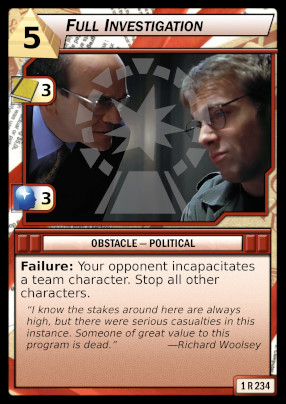 FULL INVESTIGATION
5
3
3
OBSTACLE – POLITICAL
Failure: Your opponent incapacitates
a team character. Stop all other
characters.
"I know the stakes around here are always
high, but there were serious casualties in this
instance. Someone of great value to this
program is dead." —Richard Woolsey
1 R 234